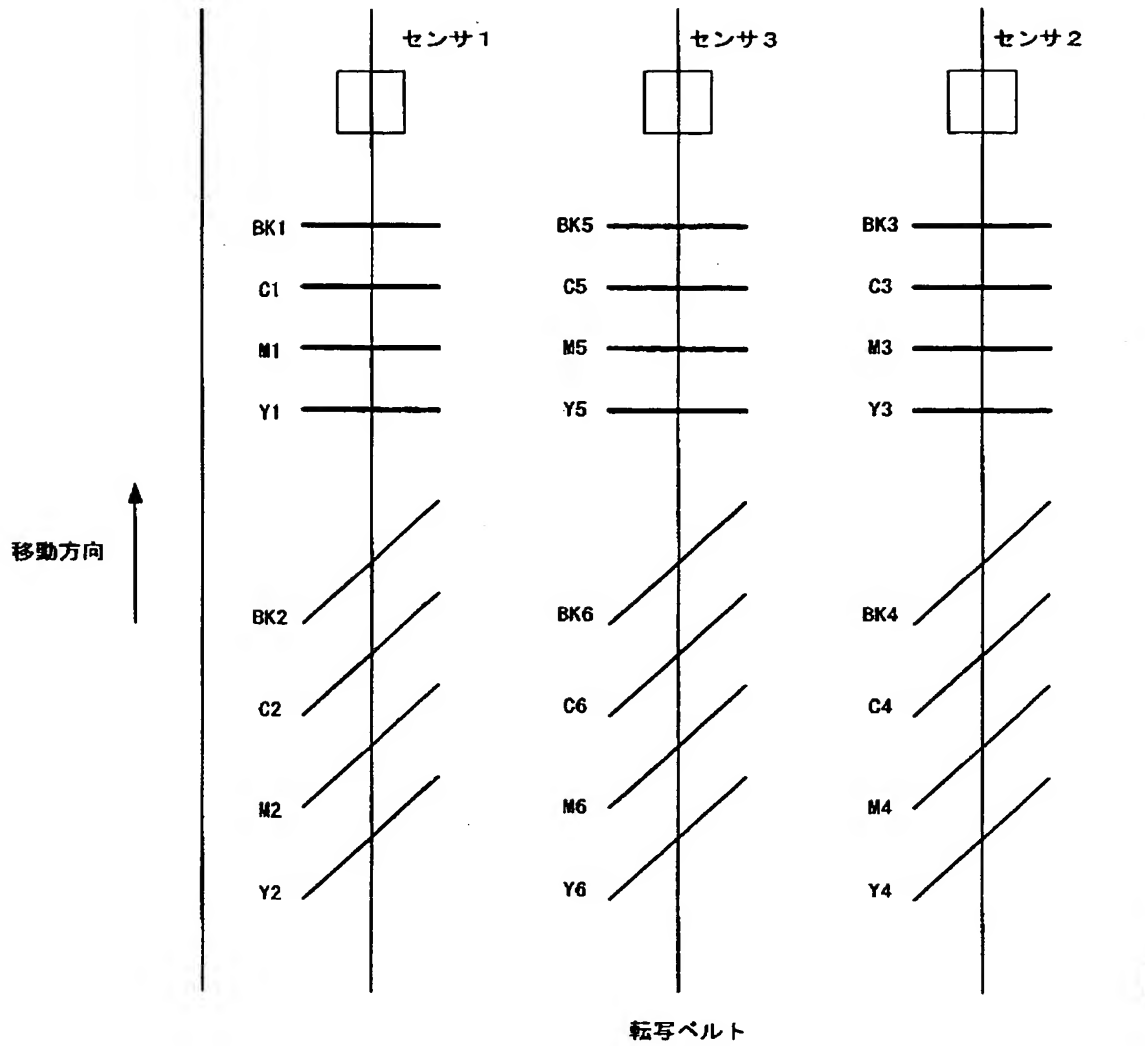 センサ1 センサ3 センサ2
BK1 BK5 BK3
C1 C5 C3
M1 M5 M3
Y1 Y5 Y3
移動方向
BK2 BK6 BK4
C2 C6 C4
M2 M6 M4
Y2 Y6 Y4
転写ベルト